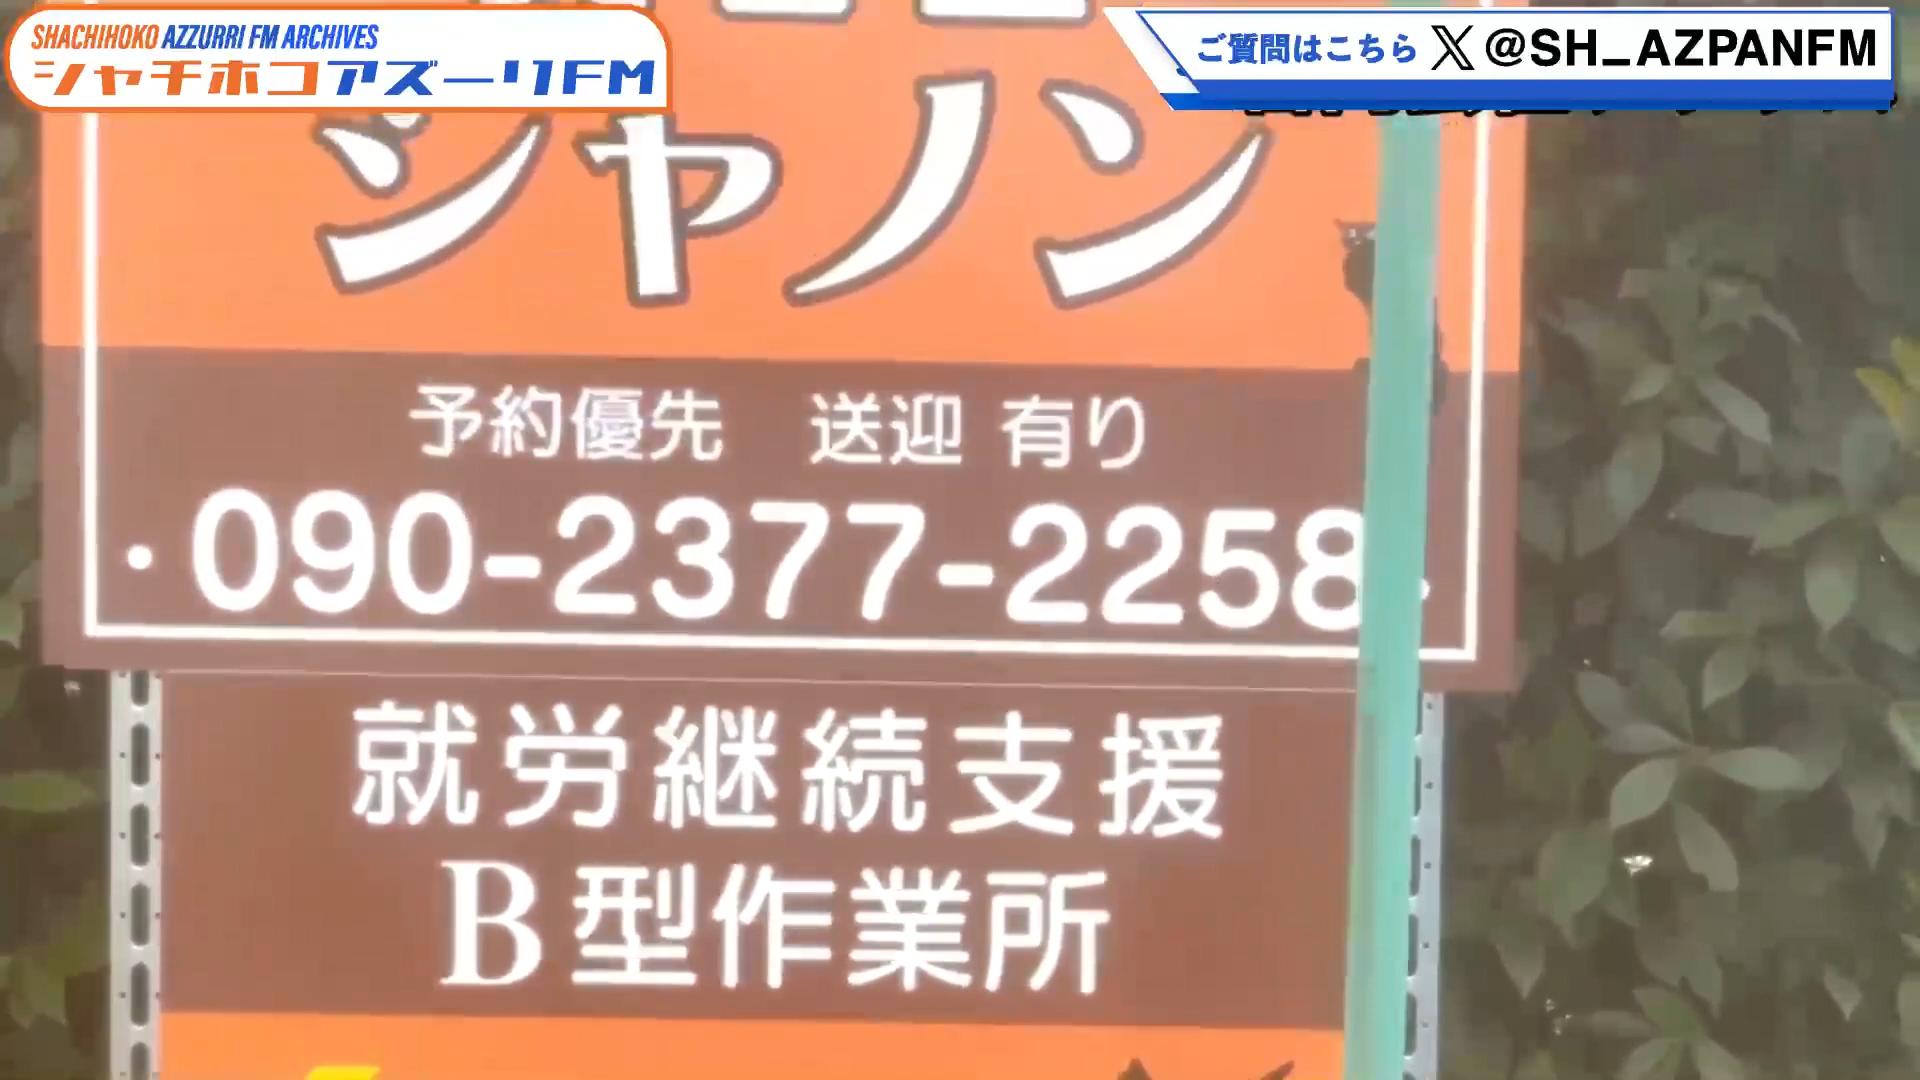 SHACHIHOKO AZZURRI FM ARCHIVES
シャチホコアズーリFM
ご質問はこちら X @SH_AZPANFM
シャノン
予約優先 送迎 有り
・090-2377-2258・
就労継続支援
B型作業所